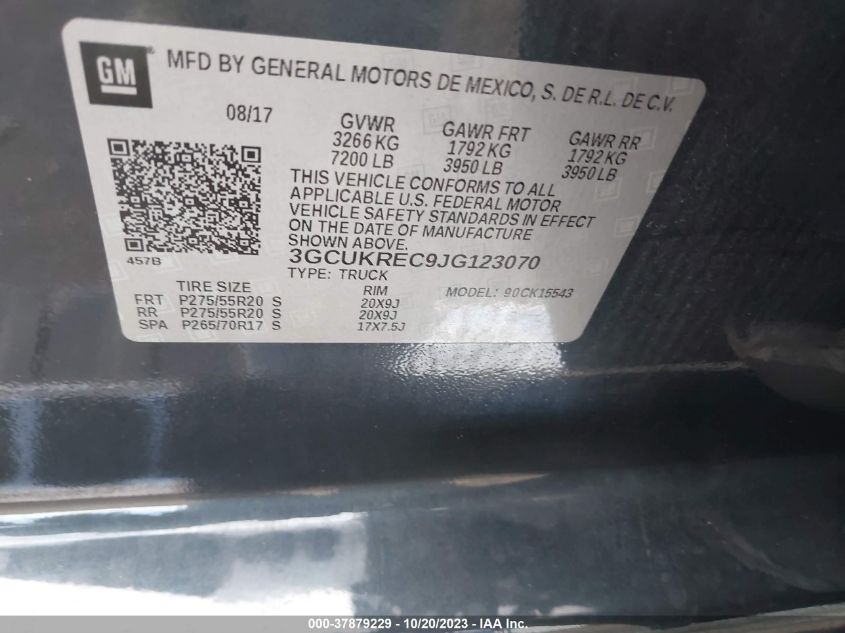 GM
MFD BY GENERAL MOTORS DE MEXICO, S. DE R.L. DE C.V.
08/17
GVWR GAWR FRT GAWR RR
3266 KG 1792 KG 1792 KG
7200 LB 3950 LB 3950 LB
THIS VEHICLE CONFORMS TO ALL
APPLICABLE U.S. FEDERAL MOTOR
VEHICLE SAFETY STANDARDS IN EFFECT
ON THE DATE OF MANUFACTURE
SHOWN ABOVE.
457B
3GCUKREC9JG123070
TYPE: TRUCK
TIRE SIZE RIM MODEL: 90CK15543
FRT P275/55R20 S 20X9J
RR P275/55R20 S 20X9J
SPA P265/70R17 S 17X7.5J
000-37879229 - 10/20/2023 - IAA Inc.